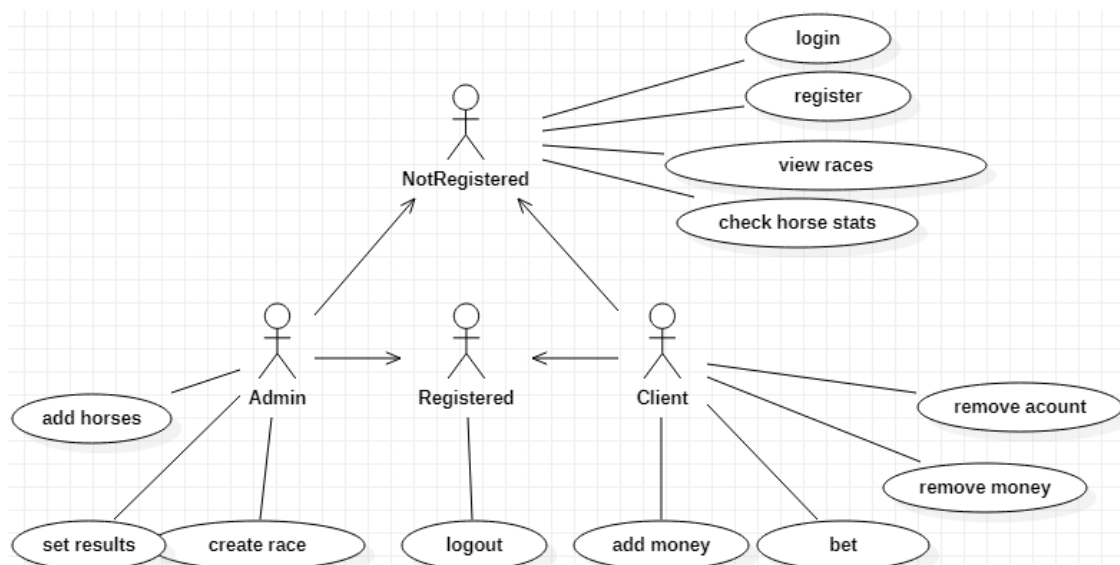 login
register
view races
NotRegistered
check horse stats
Admin
Registered
Client
add horses
remove acount
remove money
set results
create race
logout
add money
bet